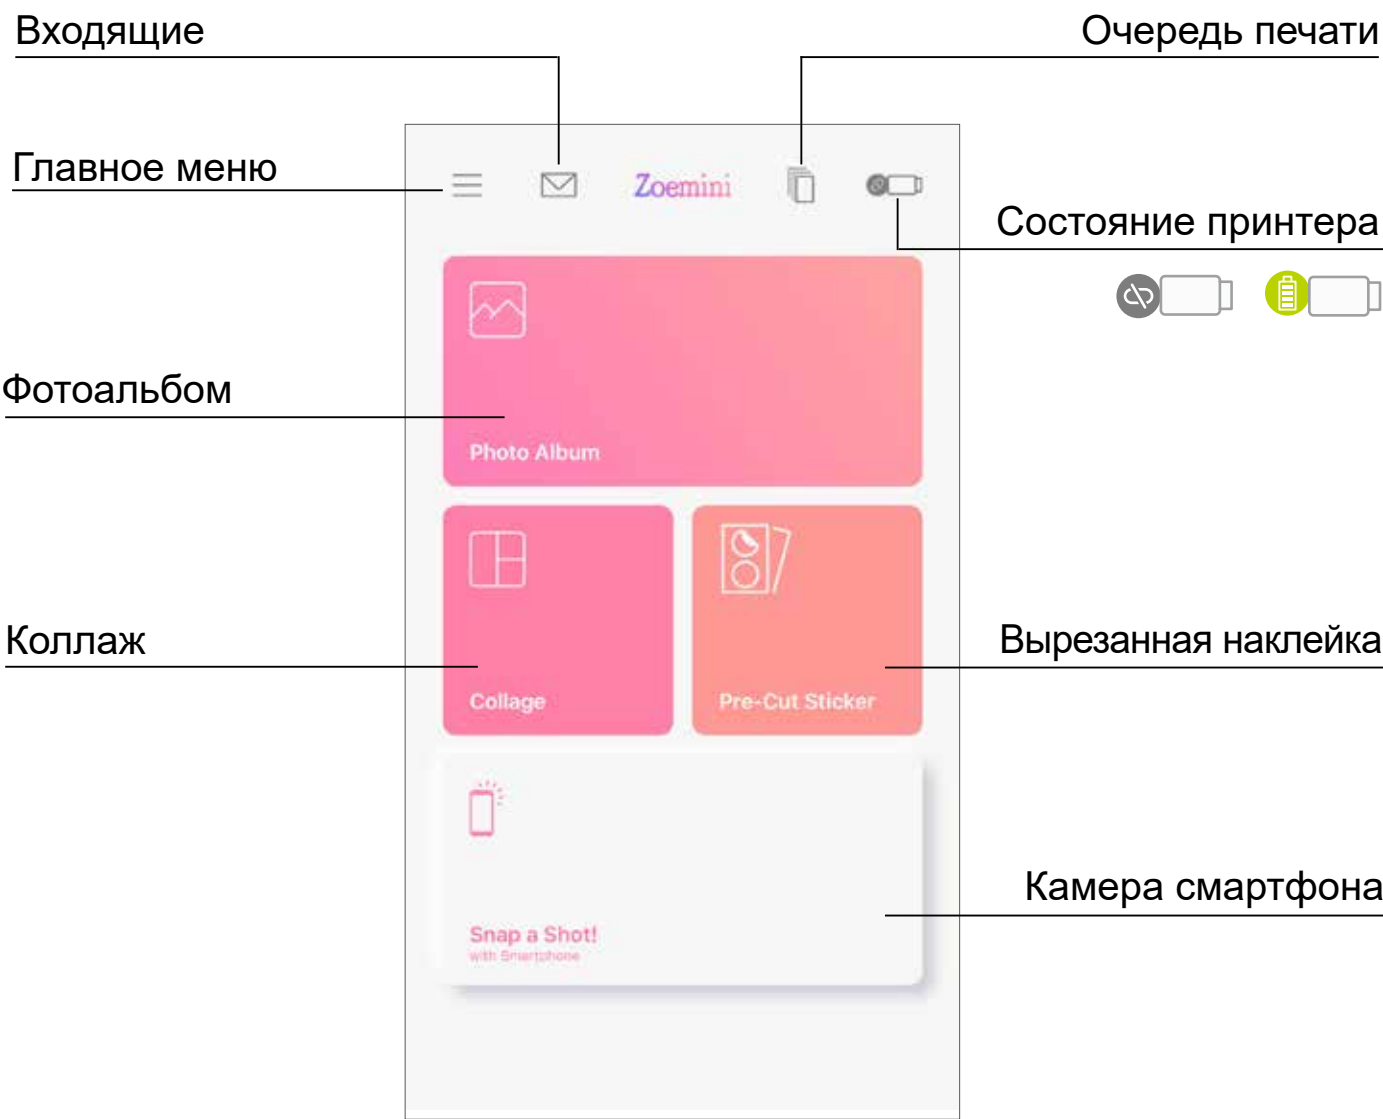 Входящие
Очередь печати
Главное меню
Zoemini
Состояние принтера
Фотоальбом
Photo Album
Коллаж
Вырезанная наклейка
Collage
Pre-Cut Sticker
Камера смартфона
Snap a Shot!
with Smartphone